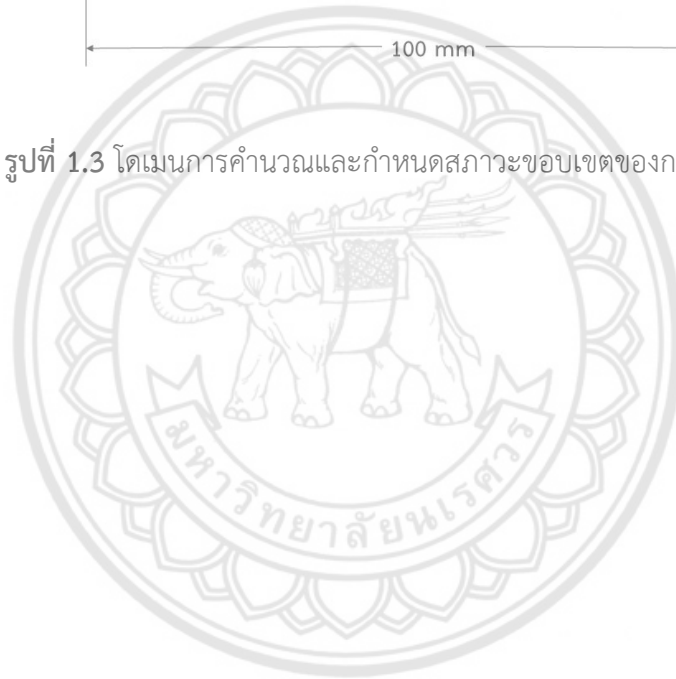 100 mm
รูปที่ 1.3 โดเมนการคำนวณและกำหนดสภาวะขอบเขตของก
มหาวิทยาลัยนเรศวร